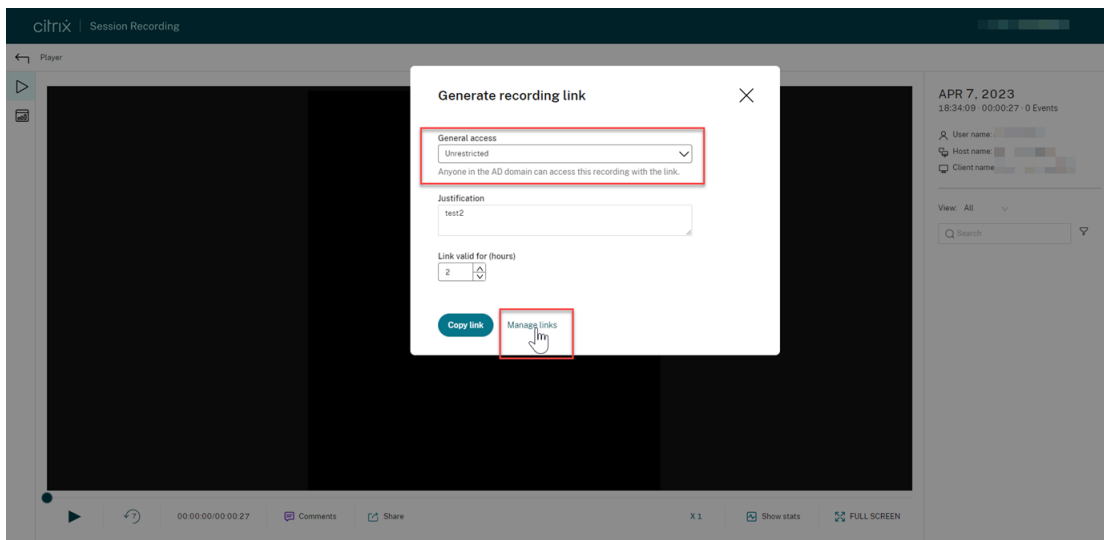 citrix | Session Recording
Player
Generate recording link
General access
Unrestricted
Anyone in the AD domain can access this recording with the link.
Justification
test2
Link valid for (hours)
2
Copy link
Manage links
APR 7, 2023
18:34:09 · 00:00:27 · 0 Events
User name:
Host name:
Client name
View: All
Search
7
00:00:00/00:00:27
Comments
Share
X 1
Show stats
FULL SCREEN